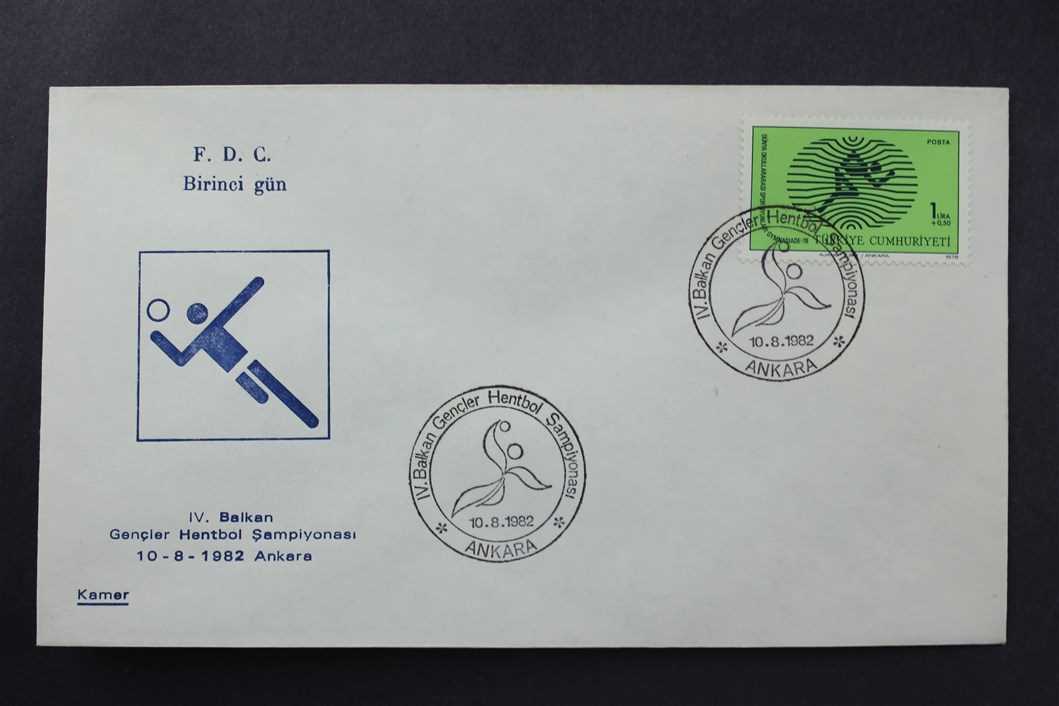 F. D. C.
Birinci gün
IV. Balkan
Gençler Hentbol Şampiyonası
10-8-1982 Ankara
Kamer
POSTA
1 LİRA
+0,50
TÜRKİYE CUMHURİYETİ
1978
IV. Balkan Gençler Hentbol Şampiyonası
10.8.1982
ANKARA
IV. Balkan Gençler Hentbol Şampiyonası
10.8.1982
ANKARA